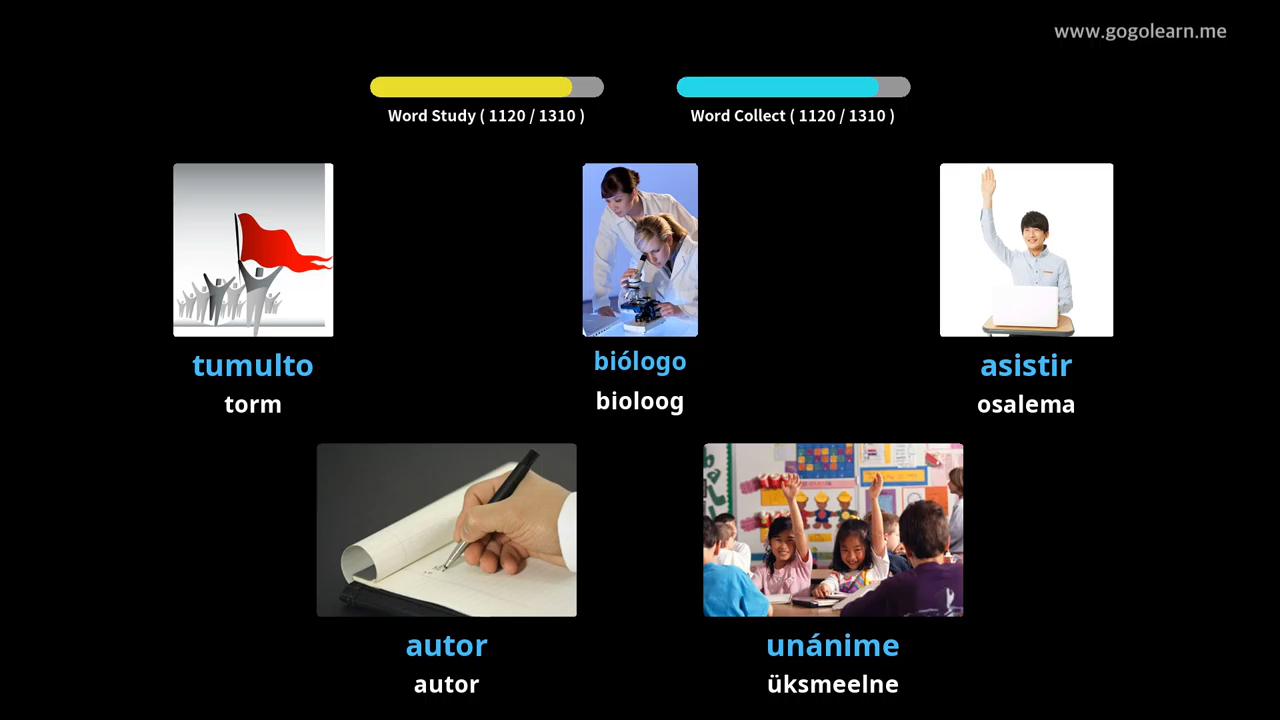 www.gogolearn.me
Word Study ( 1120 / 1310 )
Word Collect ( 1120 / 1310 )
tumulto
torm
biólogo
bioloog
asistir
osalema
autor
autor
unánime
üksmeelne